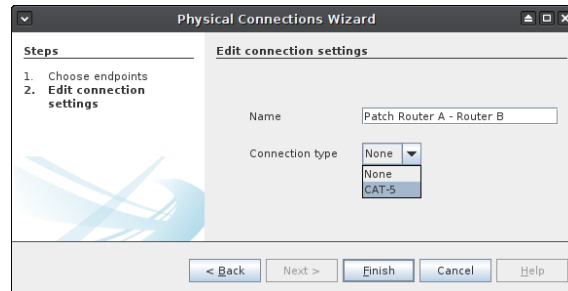 Physical Connections Wizard
Steps
1. Choose endpoints
2. Edit connection
settings
Edit connection settings
Name
Patch Router A - Router B
Connection type
None
None
CAT-5
< Back
Next >
Finish
Cancel
Help